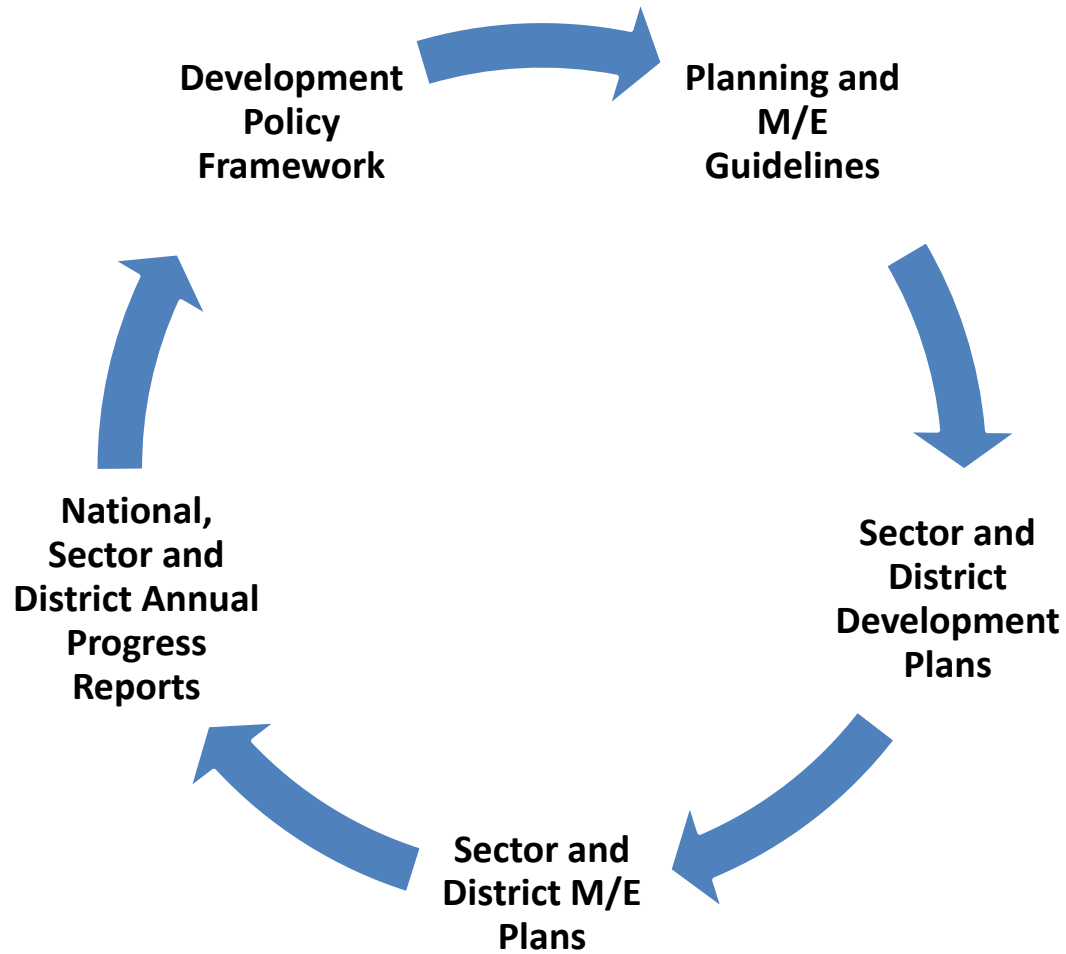 Development
Policy
Framework
Planning and
M/E
Guidelines
Sector and
District
Development
Plans
Sector and
District M/E
Plans
National,
Sector and
District Annual
Progress
Reports